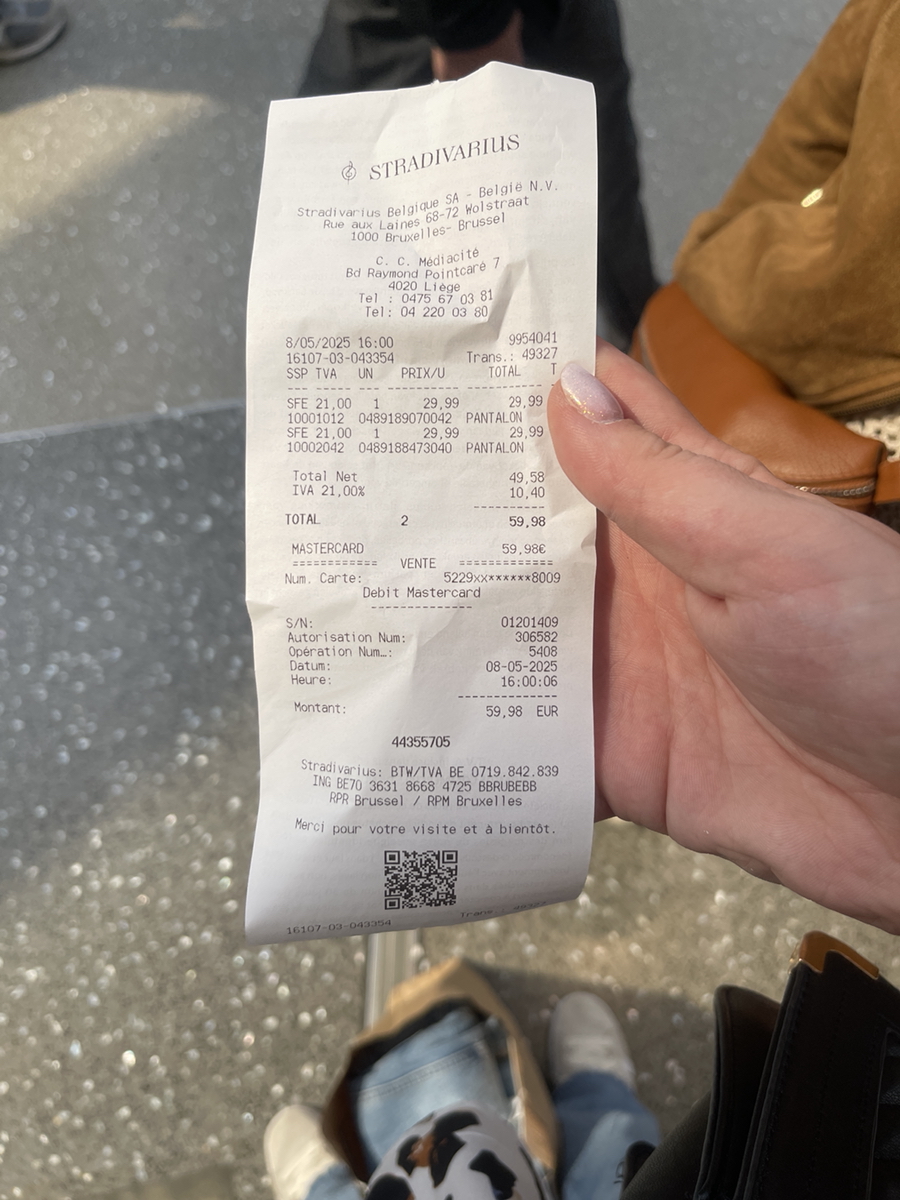 STRADIVARIUS
Stradivarius Belgique SA - Belgie N.V.
Rue aux Laines 68-72 Wolstraat
1000 Bruxelles- Brussel
C. C. Médiacité
Bd Raymond Pointcaré 7
4020 Liège
Tel : 0475 67 03 81
Tel: 04 220 03 80
8/05/2025 16:00 9954041
16107-03-043354 Trans.: 49327
SSP TVA UN PRIX/U TOTAL T
--- ---- --- -------- ---------- -
SFE 21,00 1 29,99 29,99
10001012 0489189070042 PANTALON
SFE 21,00 1 29,99 29,99
10002042 0489188473040 PANTALON
Total Net 49,58
IVA 21,00% 10,40
----------
TOTAL 2 59,98
MASTERCARD 59,98€
============ VENTE =============
Num. Carte: 5229xx******8009
Debit Mastercard
--------------
S/N: 01201409
Autorisation Num: 306582
Opération Num…: 5408
Datum: 08-05-2025
Heure: 16:00:06
--------------
Montant: 59,98 EUR
44355705
Stradivarius: BTW/TVA BE 0719.842.839
ING BE70 3631 8668 4725 BBRUBEBB
RPR Brussel / RPM Bruxelles
Merci pour votre visite et à bientôt.
16107-03-043354 Trans.: 49327